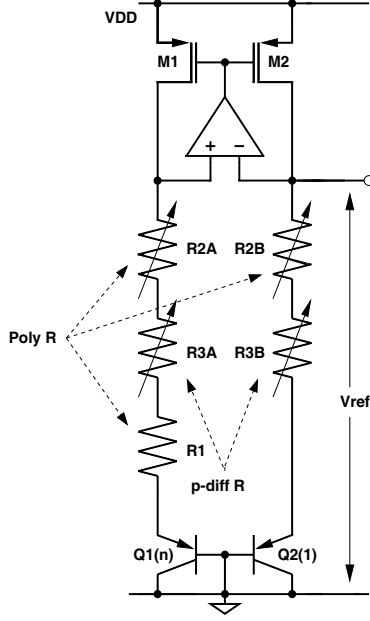 VDD
M1 M2
+ −
R2A R2B
Poly R
R3A R3B
Vref
R1
p-diff R
Q1(n) Q2(1)